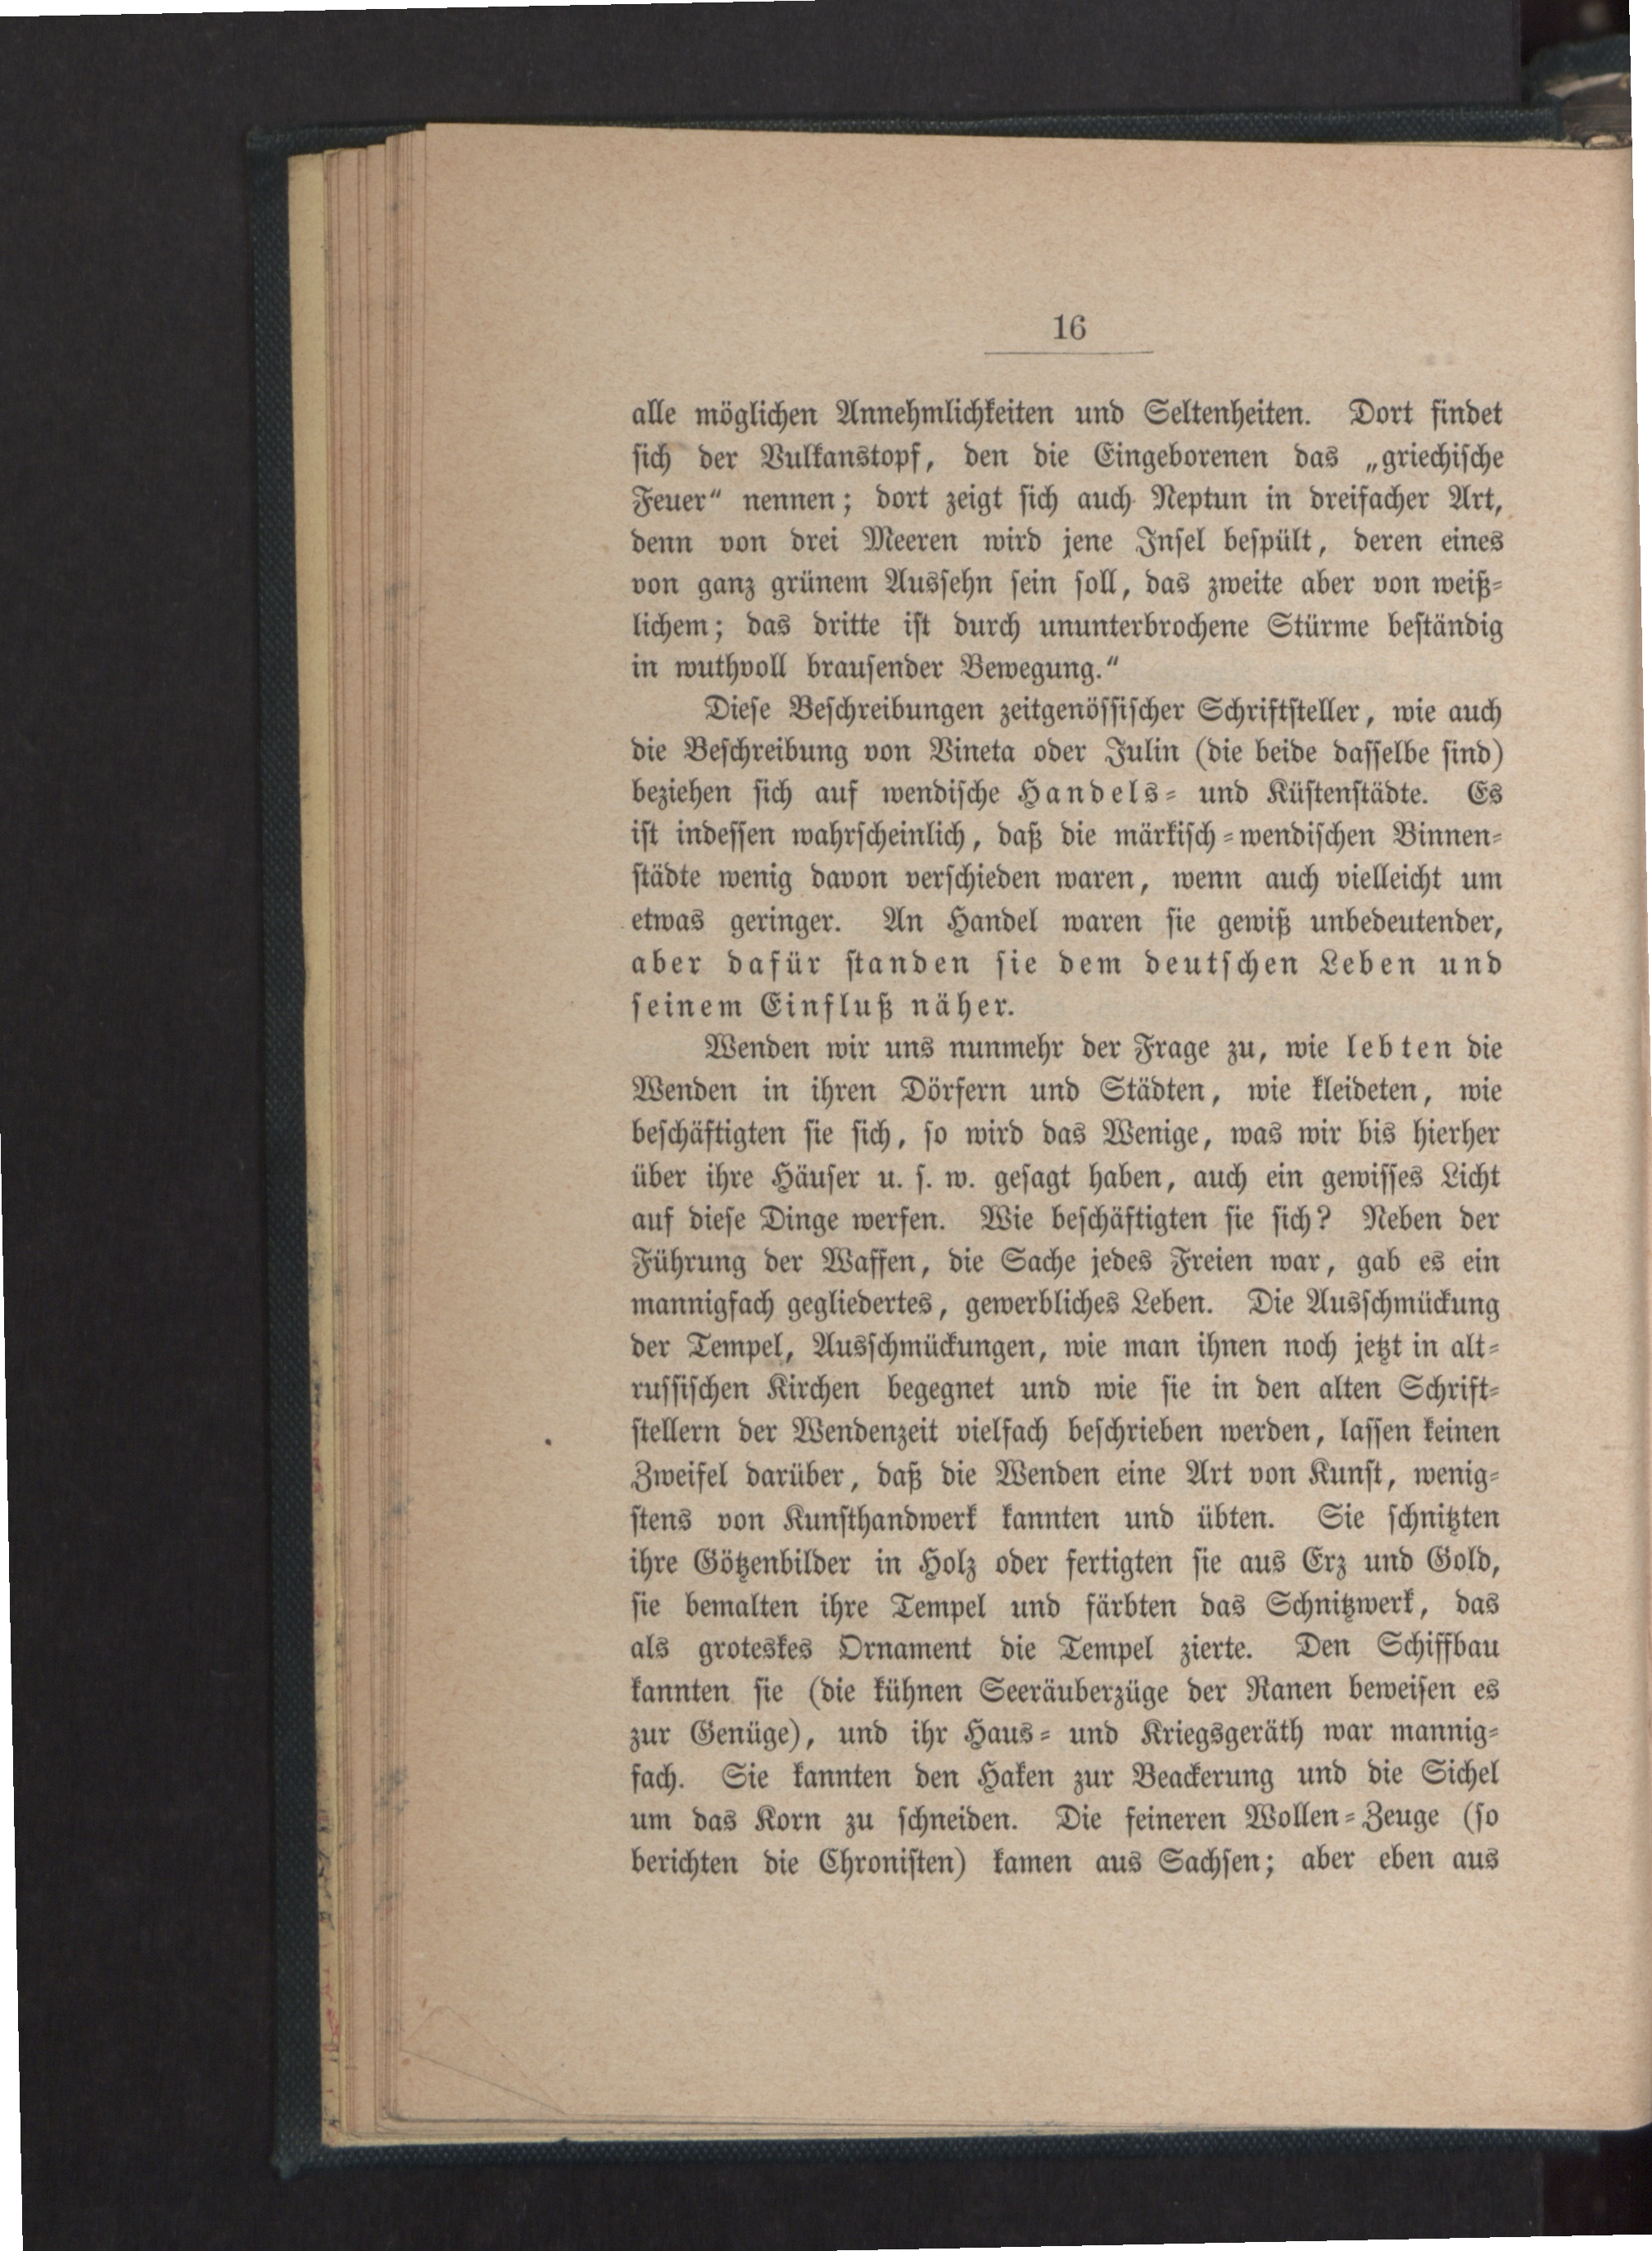 16
alle möglichen Annehmlichkeiten und Seltenheiten. Dort findet
sich der Vulkanstopf, den die Eingeborenen das „griechische
Feuer“ nennen; dort zeigt sich auch Neptun in dreifacher Art,
denn von drei Meeren wird jene Insel bespült, deren eines
von ganz grünem Aussehn sein soll, das zweite aber von weiß-
lichem; das dritte ist durch ununterbrochene Stürme beständig
in wuthvoll brausender Bewegung.“
Diese Beschreibungen zeitgenössischer Schriftsteller, wie auch
die Beschreibung von Vineta oder Julin (die beide dasselbe sind)
beziehen sich auf wendische Handels- und Küstenstädte. Es
ist indessen wahrscheinlich, daß die märkisch-wendischen Binnen-
städte wenig davon verschieden waren, wenn auch vielleicht um
etwas geringer. An Handel waren sie gewiß unbedeutender,
aber dafür standen sie dem deutschen Leben und
seinem Einfluß näher.
Wenden wir uns nunmehr der Frage zu, wie lebten die
Wenden in ihren Dörfern und Städten, wie kleideten, wie
beschäftigten sie sich, so wird das Wenige, was wir bis hierher
über ihre Häuser u. s. w. gesagt haben, auch ein gewisses Licht
auf diese Dinge werfen. Wie beschäftigten sie sich? Neben der
Führung der Waffen, die Sache jedes Freien war, gab es ein
mannigfach gegliedertes, gewerbliches Leben. Die Ausschmückung
der Tempel, Ausschmückungen, wie man ihnen noch jetzt in alt-
russischen Kirchen begegnet und wie sie in den alten Schrift-
stellern der Wendenzeit vielfach beschrieben werden, lassen keinen
Zweifel darüber, daß die Wenden eine Art von Kunst, wenig-
stens von Kunsthandwerk kannten und übten. Sie schnitzten
ihre Götzenbilder in Holz oder fertigten sie aus Erz und Gold,
sie bemalten ihre Tempel und färbten das Schnitzwerk, das
als groteskes Ornament die Tempel zierte. Den Schiffbau
kannten sie (die kühnen Seeräuberzüge der Ranen beweisen es
zur Genüge), und ihr Haus- und Kriegsgeräth war mannig-
fach. Sie kannten den Haken zur Beackerung und die Sichel
um das Korn zu schneiden. Die feineren Wollen-Zeuge (so
berichten die Chronisten) kamen aus Sachsen; aber eben aus